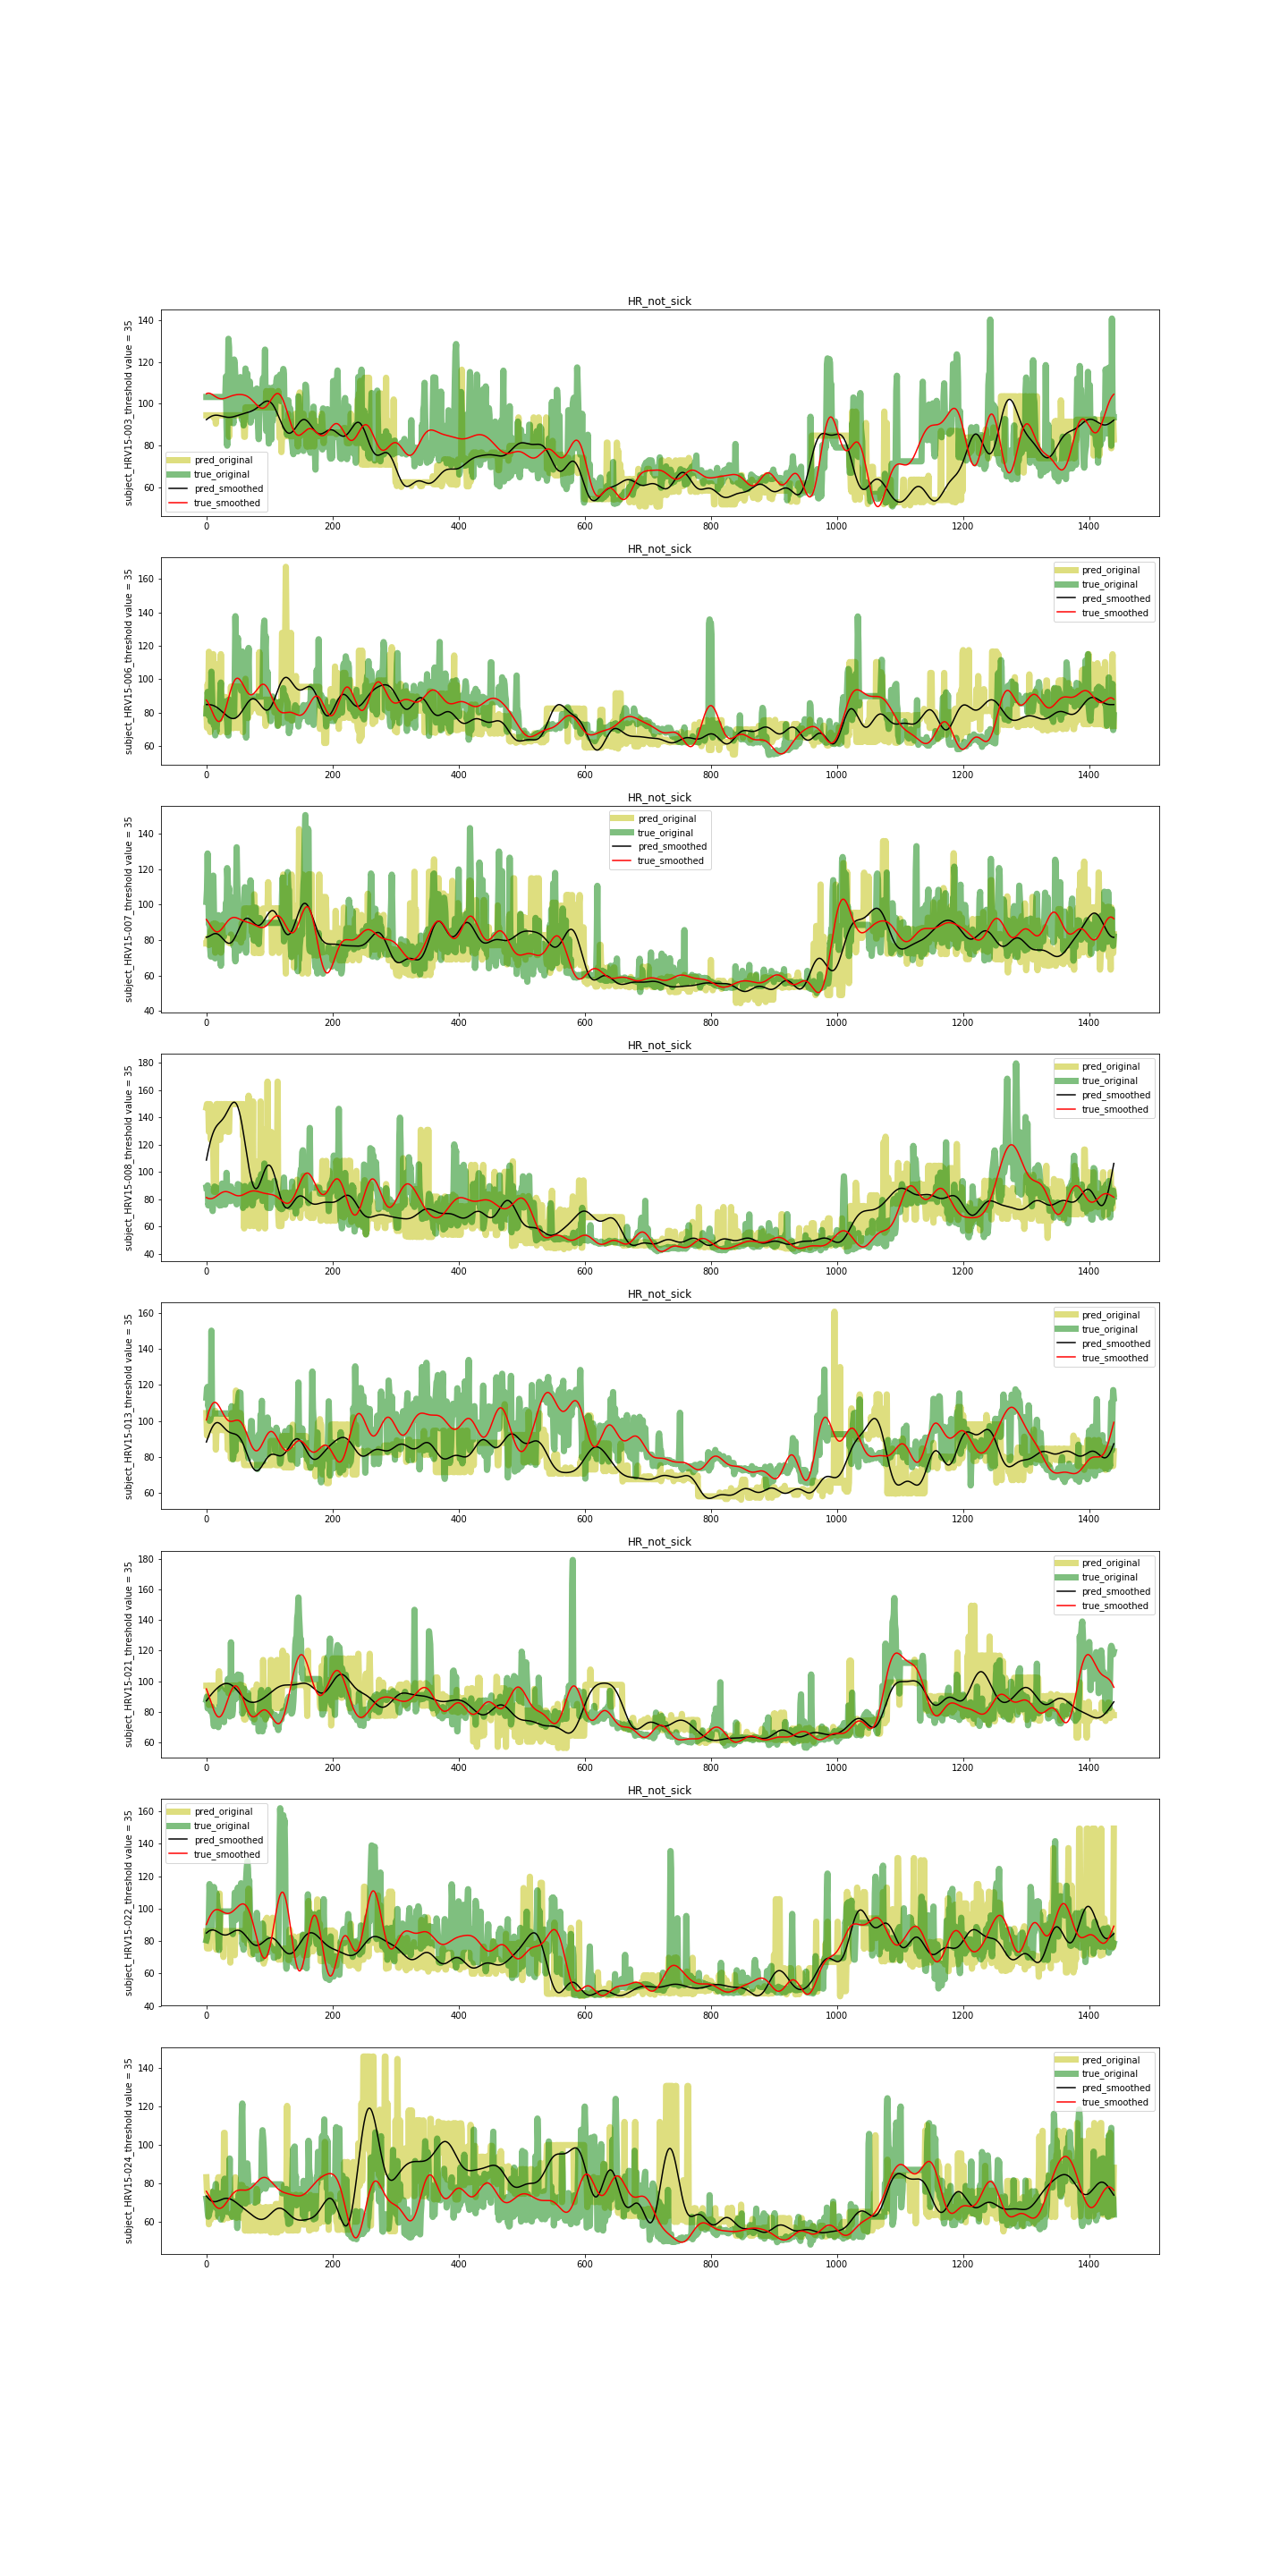 HR_not_sick
subject_HRV15-003_threshold value = 35
140
120
100
80
60
pred_original
true_original
pred_smoothed
true_smoothed
0 200 400 600 800 1000 1200 1400
HR_not_sick
subject_HRV15-006_threshold value = 35
160
140
120
100
80
60
pred_original
true_original
pred_smoothed
true_smoothed
0 200 400 600 800 1000 1200 1400
HR_not_sick
subject_HRV15-007_threshold value = 35
140
120
100
80
60
40
pred_original
true_original
pred_smoothed
true_smoothed
0 200 400 600 800 1000 1200 1400
HR_not_sick
subject_HRV15-008_threshold value = 35
180
160
140
120
100
80
60
40
pred_original
true_original
pred_smoothed
true_smoothed
0 200 400 600 800 1000 1200 1400
HR_not_sick
subject_HRV15-013_threshold value = 35
160
140
120
100
80
60
pred_original
true_original
pred_smoothed
true_smoothed
0 200 400 600 800 1000 1200 1400
HR_not_sick
subject_HRV15-021_threshold value = 35
180
160
140
120
100
80
60
pred_original
true_original
pred_smoothed
true_smoothed
0 200 400 600 800 1000 1200 1400
HR_not_sick
subject_HRV15-022_threshold value = 35
160
140
120
100
80
60
40
pred_original
true_original
pred_smoothed
true_smoothed
0 200 400 600 800 1000 1200 1400
subject_HRV15-024_threshold value = 35
140
120
100
80
60
pred_original
true_original
pred_smoothed
true_smoothed
0 200 400 600 800 1000 1200 1400